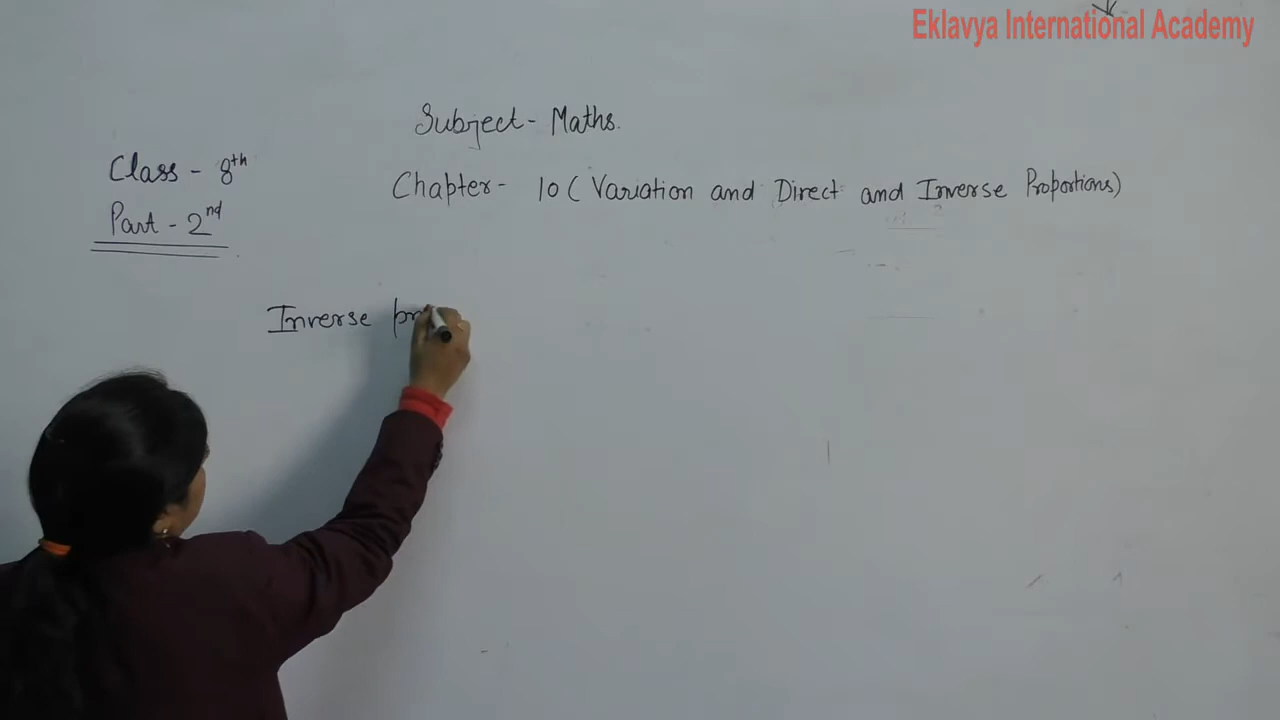 Eklavya International Academy
Subject - Maths.
Class - 8th
Chapter - 10 ( Variation and Direct and Inverse Proportions)
Part - 2nd
Inverse